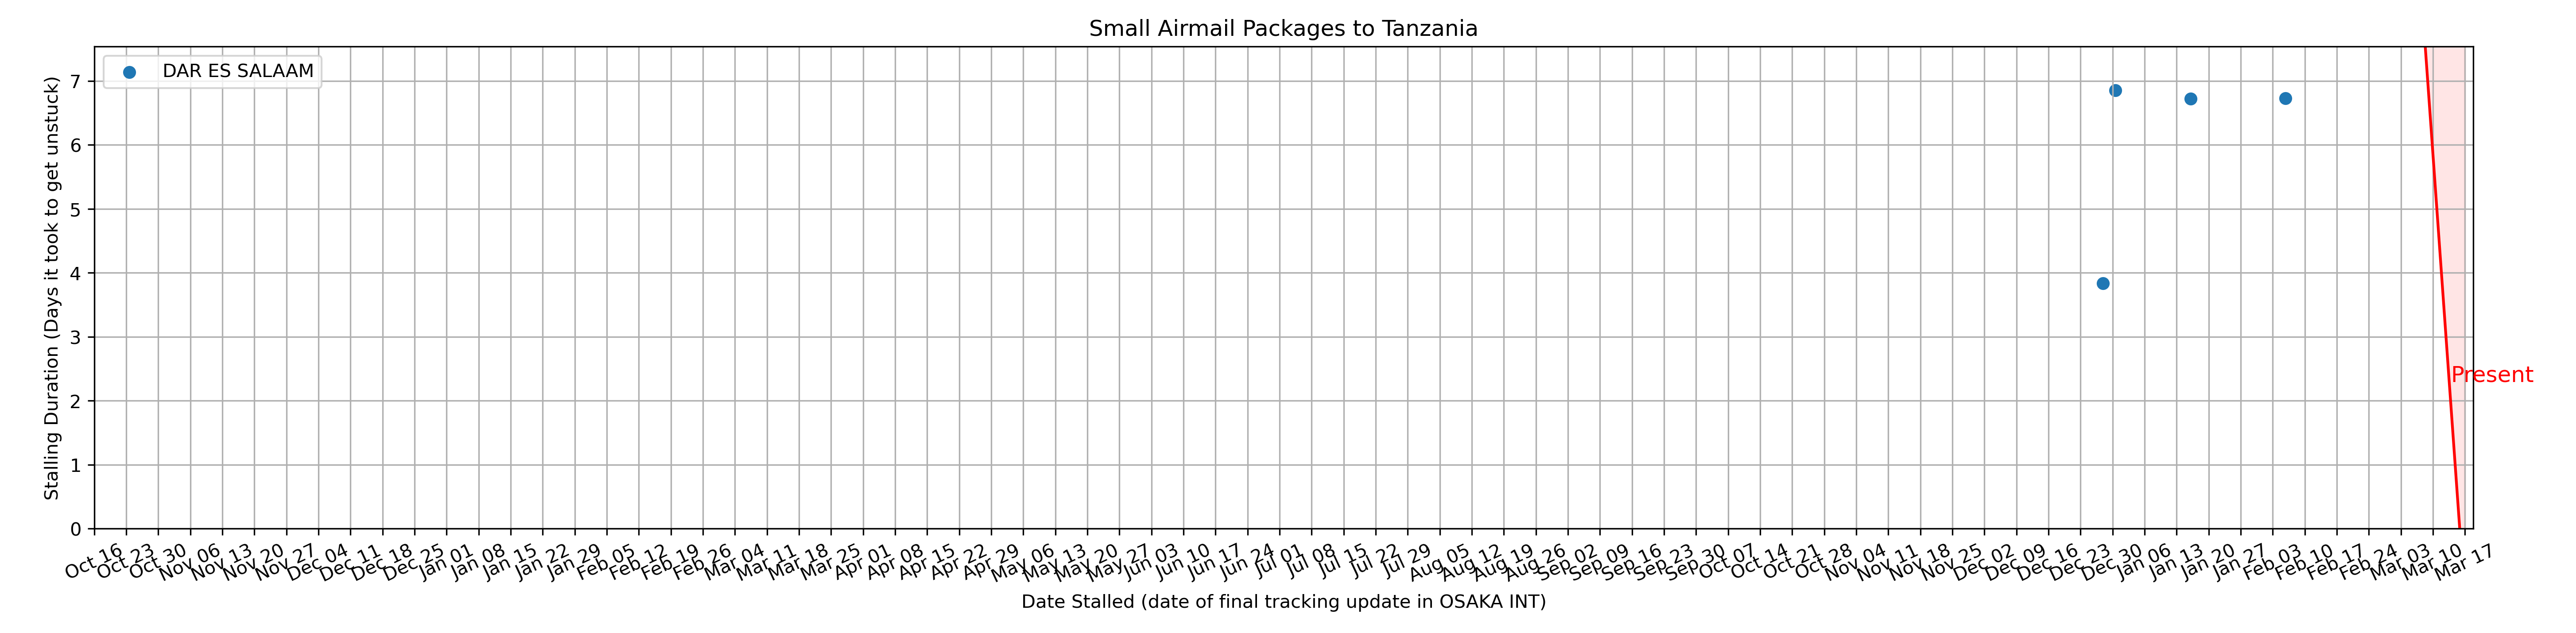 Small Airmail Packages to Tanzania
DAR ES SALAAM
Stalling Duration (Days it took to get unstuck)
7
6
5
4
3
2
1
0
Present
Oct 16
Oct 23
Oct 30
Nov 06
Nov 13
Nov 20
Nov 27
Dec 04
Dec 11
Dec 18
Dec 25
Jan 01
Jan 08
Jan 15
Jan 22
Jan 29
Feb 05
Feb 12
Feb 19
Feb 26
Mar 04
Mar 11
Mar 18
Mar 25
Apr 01
Apr 08
Apr 15
Apr 22
Apr 29
May 06
May 13
May 20
May 27
Jun 03
Jun 10
Jun 17
Jun 24
Jul 01
Jul 08
Jul 15
Jul 22
Jul 29
Aug 05
Aug 12
Aug 19
Aug 26
Sep 02
Sep 09
Sep 16
Sep 23
Sep 30
Oct 07
Oct 14
Oct 21
Oct 28
Nov 04
Nov 11
Nov 18
Nov 25
Dec 02
Dec 09
Dec 16
Dec 23
Dec 30
Jan 06
Jan 13
Jan 20
Jan 27
Feb 03
Feb 10
Feb 17
Feb 24
Mar 03
Mar 10
Mar 17
Date Stalled (date of final tracking update in OSAKA INT)